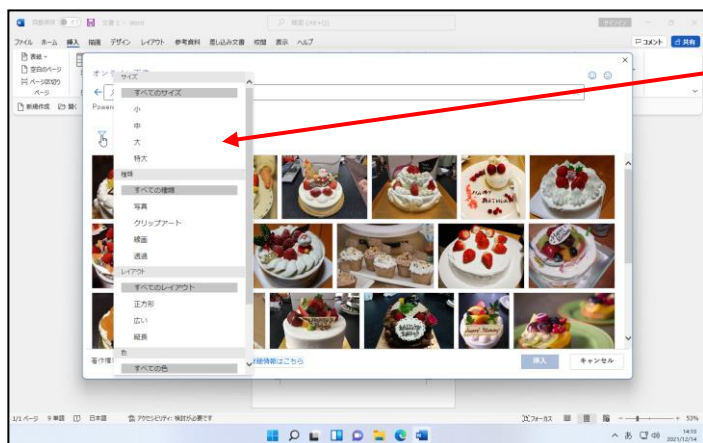 自動保存
検索 (Alt+Q)
サインイン
ファイル ホーム 挿入 描画 デザイン レイアウト 参考資料 差し込み文書 校閲 表示 ヘルプ
コメント 共有
表紙
空白のページ
ページ区切り
ページ
新規作成 開く
オンライン
サイズ
すべてのサイズ
小
中
大
特大
種類
すべての種類
写真
クリップアート
線画
透過
レイアウト
すべてのレイアウト
正方形
広い
縦長
色
すべての色
詳細情報はこちら
挿入 キャンセル
1/1 ページ 9 単語 日本語 アクセシビリティ: 検討が必要です
フォーカス
53%
14:10
2021/12/14